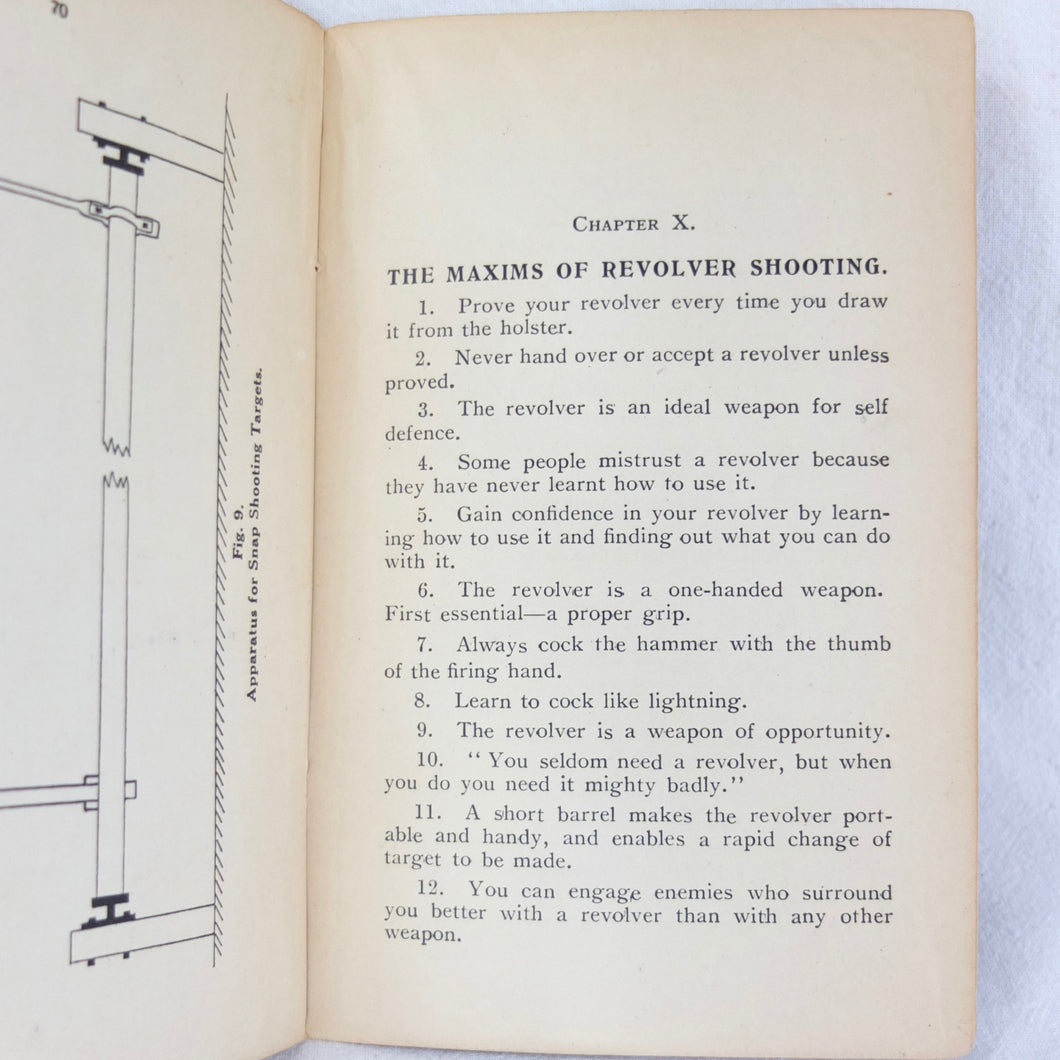 70
Fig. 9.
Apparatus for Snap Shooting Targets.
CHAPTER X.
THE MAXIMS OF REVOLVER SHOOTING.
1. Prove your revolver every time you draw
it from the holster.
2. Never hand over or accept a revolver unless
proved.
3. The revolver is an ideal weapon for self
defence.
4. Some people mistrust a revolver because
they have never learnt how to use it.
5. Gain confidence in your revolver by learn-
ing how to use it and finding out what you can do
with it.
6. The revolver is a one-handed weapon.
First essential—a proper grip.
7. Always cock the hammer with the thumb
of the firing hand.
8. Learn to cock like lightning.
9. The revolver is a weapon of opportunity.
10. “ You seldom need a revolver, but when
you do you need it mighty badly.”
11. A short barrel makes the revolver port-
able and handy, and enables a rapid change of
target to be made.
12. You can engage enemies who surround
you better with a revolver than with any other
weapon.